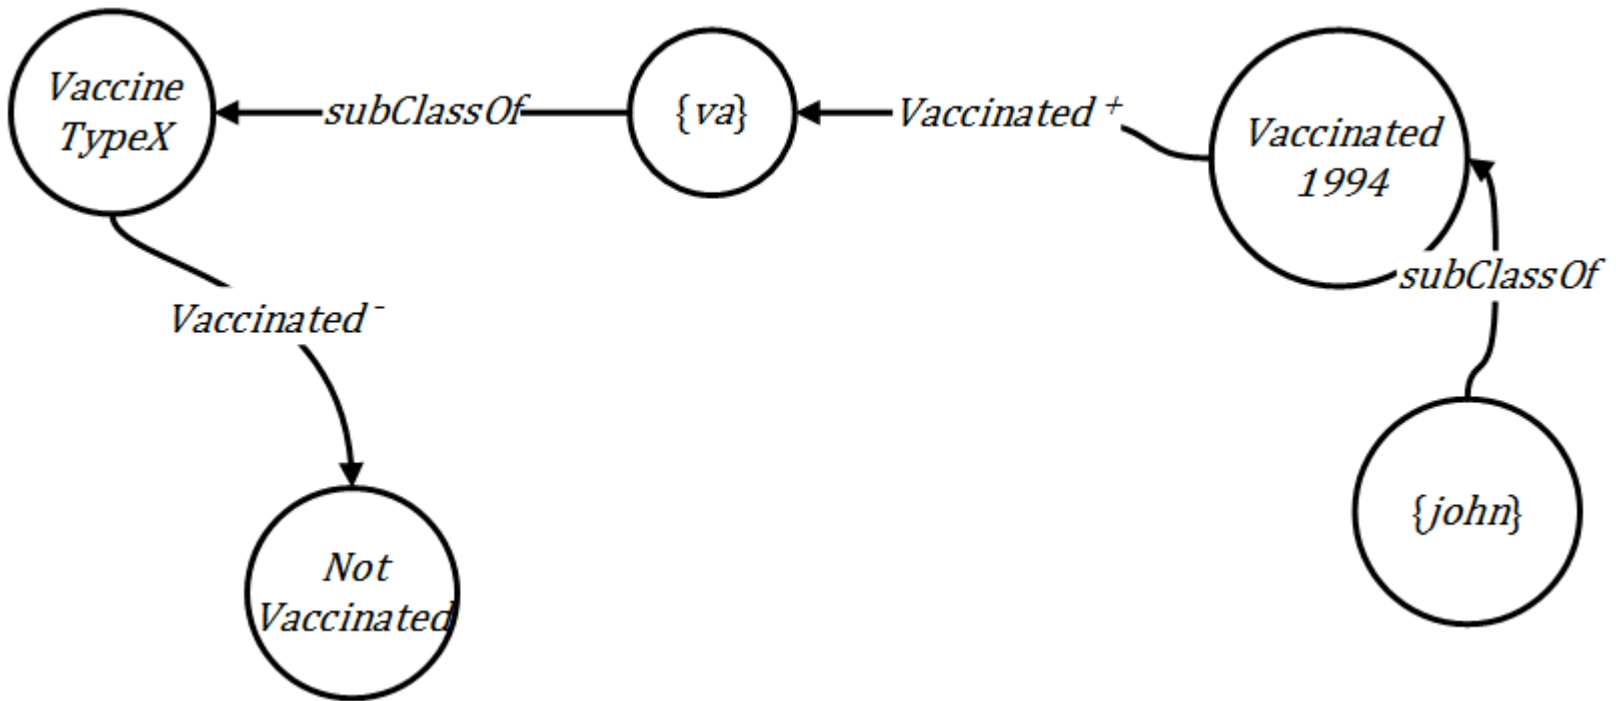 Vaccine
TypeX
subClassOf
{va}
Vaccinated +
Vaccinated
1994
subClassOf
Vaccinated -
{john}
Not
Vaccinated